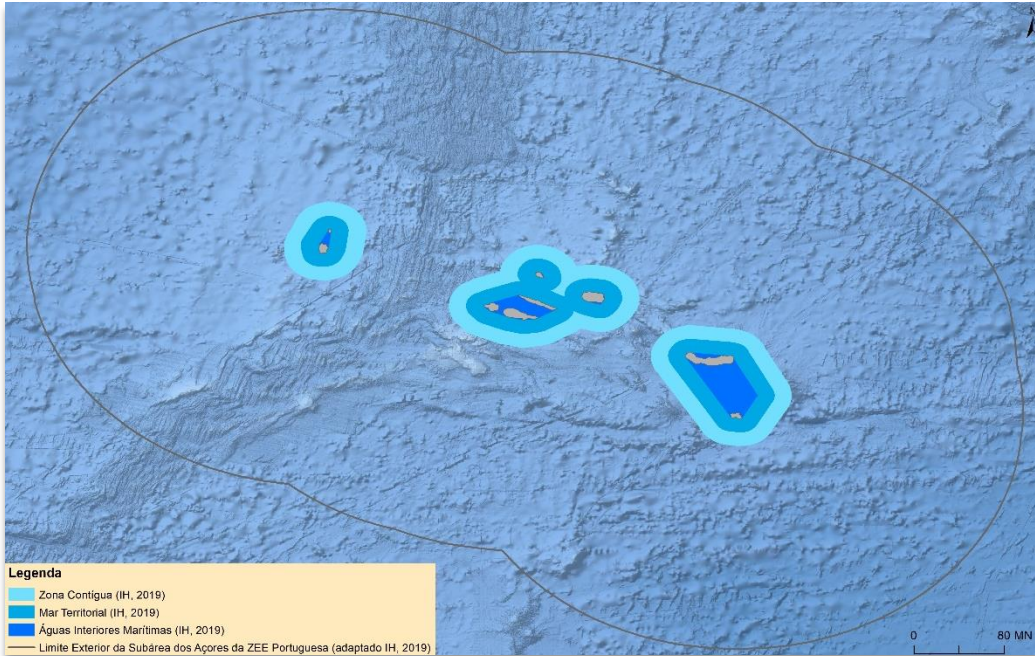 N
Legenda
Zona Contígua (IH, 2019)
Mar Territorial (IH, 2019)
Águas Interiores Marítimas (IH, 2019)
Limite Exterior da Subárea dos Açores da ZEE Portuguesa (adaptado IH, 2019)
0 80 MN